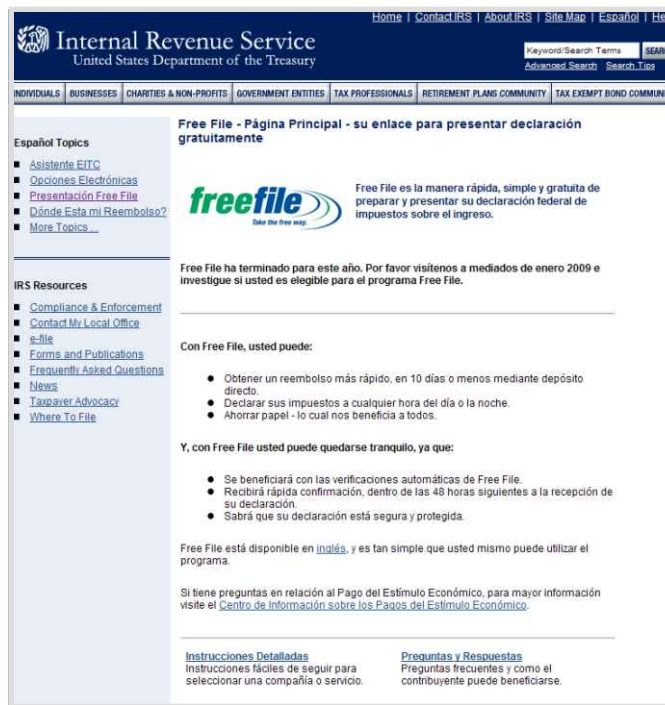 Home | Contact IRS | About IRS | Site Map | Español | He
Internal Revenue Service
United States Department of the Treasury
Keyword/Search Terms SEAR
Advanced Search Search Tips
INDIVIDUALS BUSINESSES CHARITIES & NON-PROFITS GOVERNMENT ENTITIES TAX PROFESSIONALS RETIREMENT PLANS COMMUNITY TAX EXEMPT BOND COMMUN
Español Topics
Asistente EITC
Opciones Electrónicas
Presentación Free File
Dónde Esta mi Reembolso?
More Topics ...
IRS Resources
Compliance & Enforcement
Contact My Local Office
e-file
Forms and Publications
Frequently Asked Questions
News
Taxpayer Advocacy
Where To File
Free File - Página Principal - su enlace para presentar declaración
gratuitamente
freefile
Take the free way.
Free File es la manera rápida, simple y gratuita de
preparar y presentar su declaración federal de
impuestos sobre el ingreso.
Free File ha terminado para este año. Por favor visítenos a mediados de enero 2009 e
investigue si usted es elegible para el programa Free File.
Con Free File, usted puede:
Obtener un reembolso más rápido, en 10 días o menos mediante depósito
directo.
Declarar sus impuestos a cualquier hora del día o la noche.
Ahorrar papel - lo cual nos beneficia a todos.
Y, con Free File usted puede quedarse tranquilo, ya que:
Se beneficiará con las verificaciones automáticas de Free File.
Recibirá rápida confirmación, dentro de las 48 horas siguientes a la recepción de
su declaración.
Sabrá que su declaración está segura y protegida.
Free File está disponible en inglés, y es tan simple que usted mismo puede utilizar el
programa.
Si tiene preguntas en relación al Pago del Estímulo Económico, para mayor información
visite el Centro de Información sobre los Pagos del Estímulo Económico.
Instrucciones Detalladas
Instrucciones fáciles de seguir para
seleccionar una compañía o servicio.
Preguntas y Respuestas
Preguntas frecuentes y como el
contribuyente puede beneficiarse.